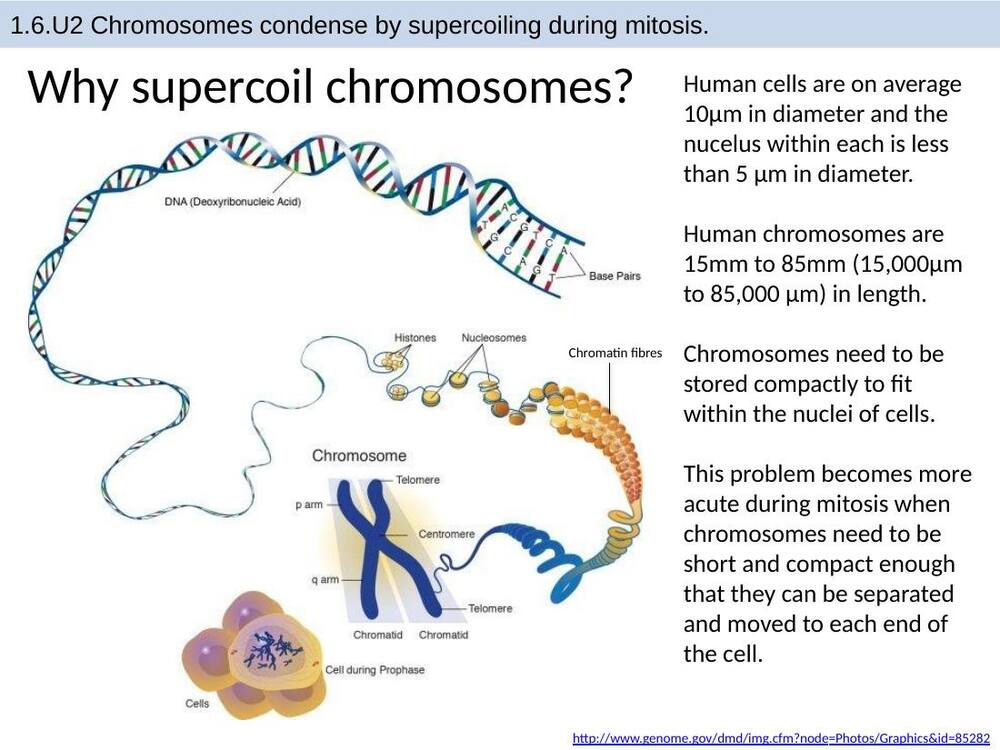 1.6.U2 Chromosomes condense by supercoiling during mitosis.
Why supercoil chromosomes?
DNA (Deoxyribonucleic Acid)
A
C
G
T
C
A
T
G
C
A
G
T
Base Pairs
Histones
Nucleosomes
Chromatin fibres
Chromosome
Telomere
p arm
Centromere
q arm
Telomere
Chromatid Chromatid
Cell during Prophase
Cells
Human cells are on average
10µm in diameter and the
nucelus within each is less
than 5 µm in diameter.
Human chromosomes are
15mm to 85mm (15,000µm
to 85,000 µm) in length.
Chromosomes need to be
stored compactly to fit
within the nuclei of cells.
This problem becomes more
acute during mitosis when
chromosomes need to be
short and compact enough
that they can be separated
and moved to each end of
the cell.
http://www.genome.gov/dmd/img.cfm?node=Photos/Graphics&id=85282